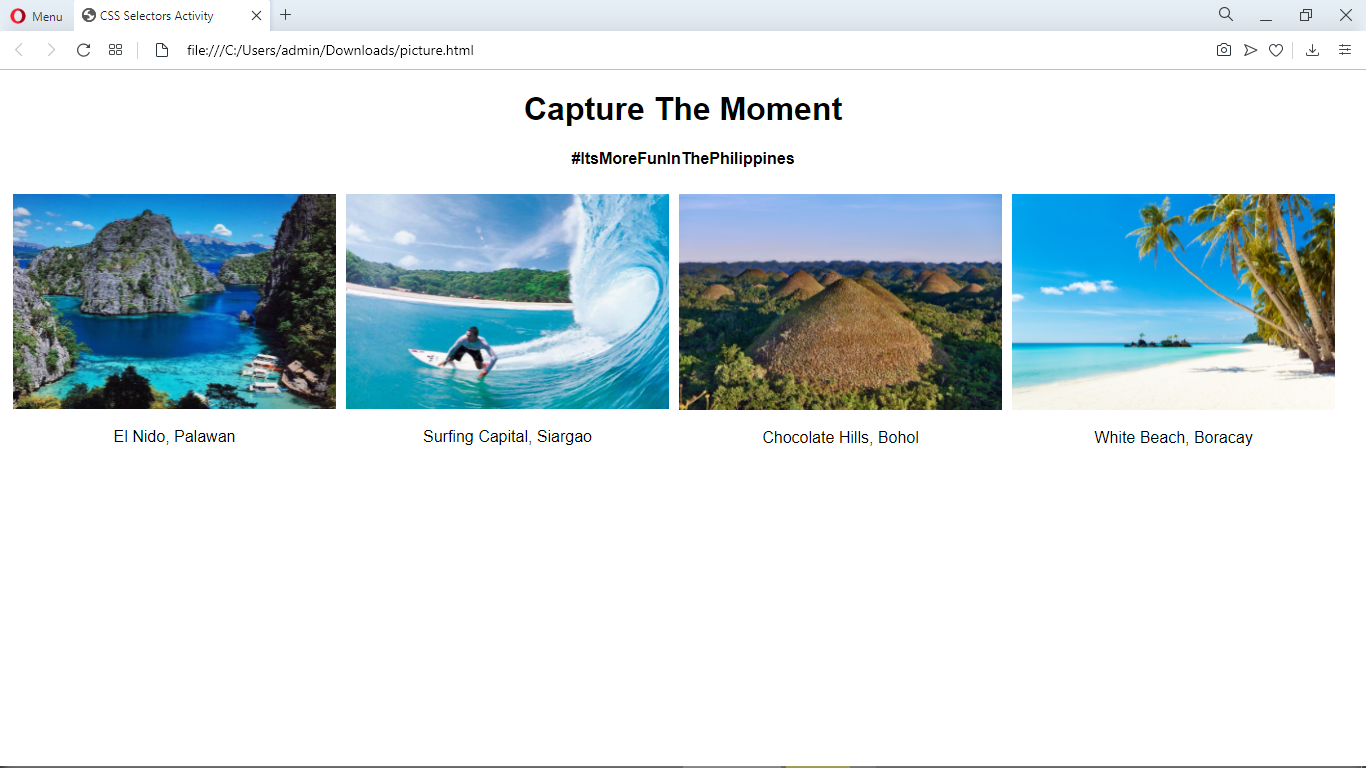 Menu
CSS Selectors Activity
file:///C:/Users/admin/Downloads/picture.html
Capture The Moment
#ItsMoreFunInThePhilippines
El Nido, Palawan
Surfing Capital, Siargao
Chocolate Hills, Bohol
White Beach, Boracay